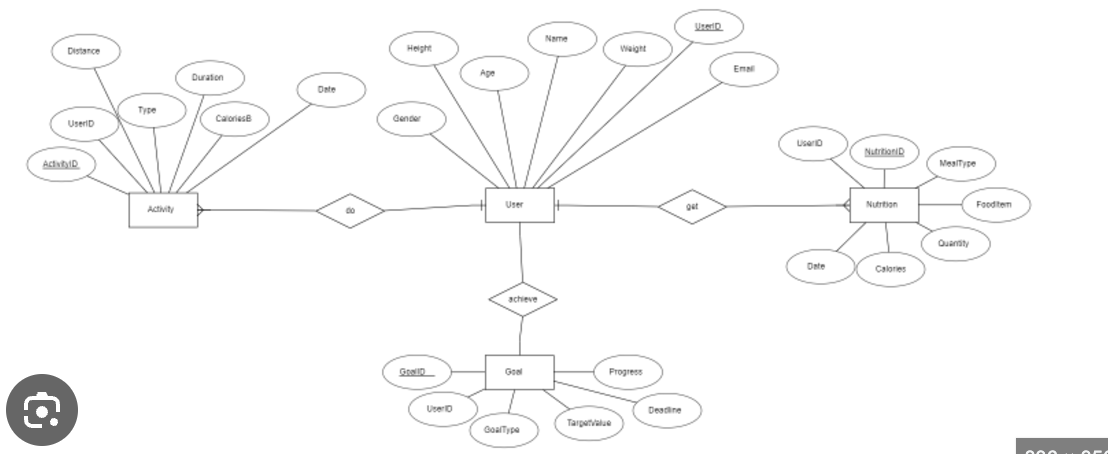 Distance
Duration
Date
Type
UserID
CaloriesB
ActivityID
Activity
do
Height
Name
Weight
UserID
Age
Email
Gender
User
get
UserID
NutritionID
MealType
Nutrition
FoodItem
Quantity
Date
Calories
achieve
GoalID
Goal
Progress
UserID
GoalType
TargetValue
Deadline